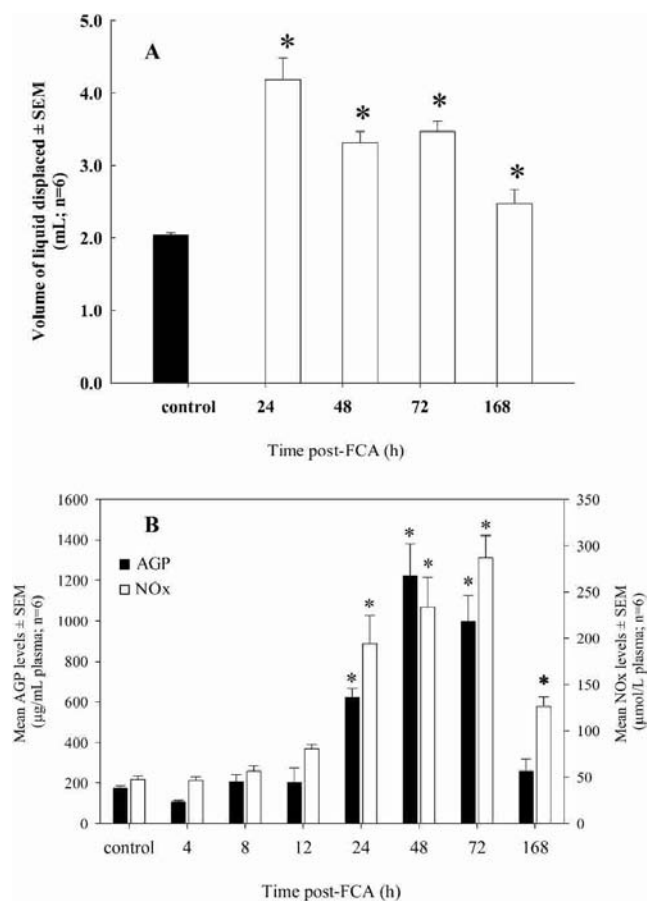 A
Volume of liquid displaced ± SEM
(mL; n=6)
5.0
4.0
3.0
2.0
1.0
0.0
*
*
*
*
control 24 48 72 168
Time post-FCA (h)
B
AGP
NOx
Mean AGP levels ± SEM
(µg/mL plasma; n=6)
1600
1400
1200
1000
800
600
400
200
0
*
*
*
*
*
*
*
350
300
250
200
150
100
50
0
Mean NOx levels ± SEM
(µmol/L plasma; n=6)
control 4 8 12 24 48 72 168
Time post-FCA (h)